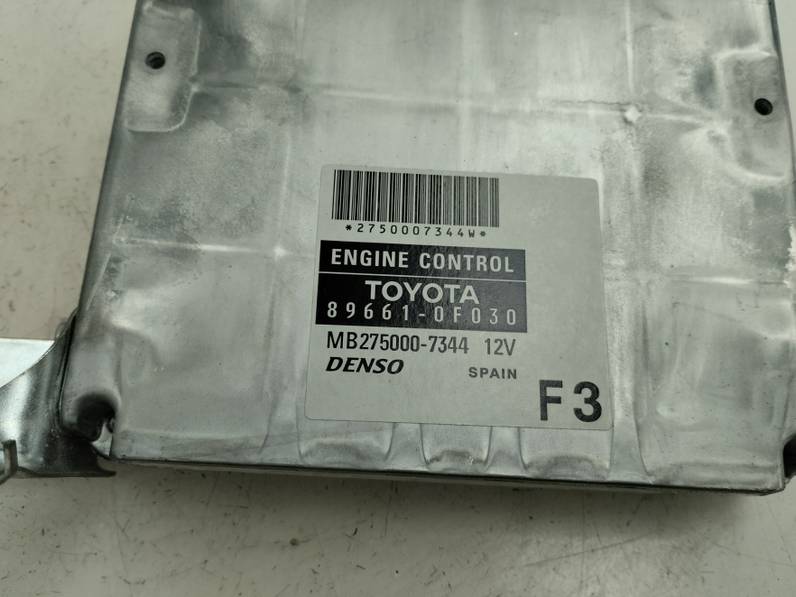 *2750007344W*
ENGINE CONTROL
TOYOTA
89661-0F030
MB275000-7344 12V
DENSO SPAIN
F3